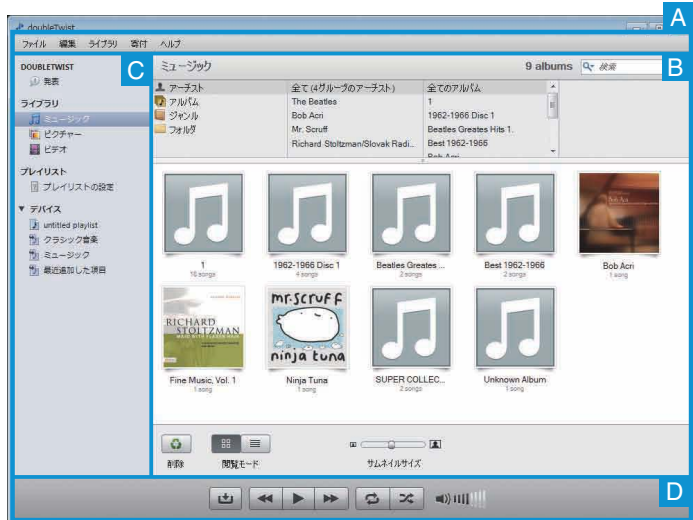 A
doubleTwist
ファイル 編集 ライブラリ 寄付 ヘルプ
C
DOUBLETWIST
発表
ライブラリ
ミュージック
ピクチャー
ビデオ
プレイリスト
プレイリストの設定
▼ デバイス
untitled playlist
クラシック音楽
ミュージック
最近追加した項目
ミュージック 9 albums 検索 B
アーチスト
アルバム
ジャンル
フォルダ
全て (4グループのアーチスト)
The Beatles
Bob Acri
Mr. Scruff
Richard Stoltzman/Slovak Radi...
全てのアルバム
1
1962-1966 Disc 1
Beatles Greates Hits 1.
Best 1962-1966
Bob Acri
1
1962-1966 Disc 1
4 songs
Beatles Greates ...
2 songs
Best 1962-1966
2 songs
Bob Acri
1 song
RICHARD
STOLTZMAN
Fine Music, Vol. 1
1 song
mr.scruff
ninja tuna
Ninja Tuna
1 song
SUPER COLLEC...
2 songs
Unknown Album
1 song
削除
閲覧モード
サムネイルサイズ
D